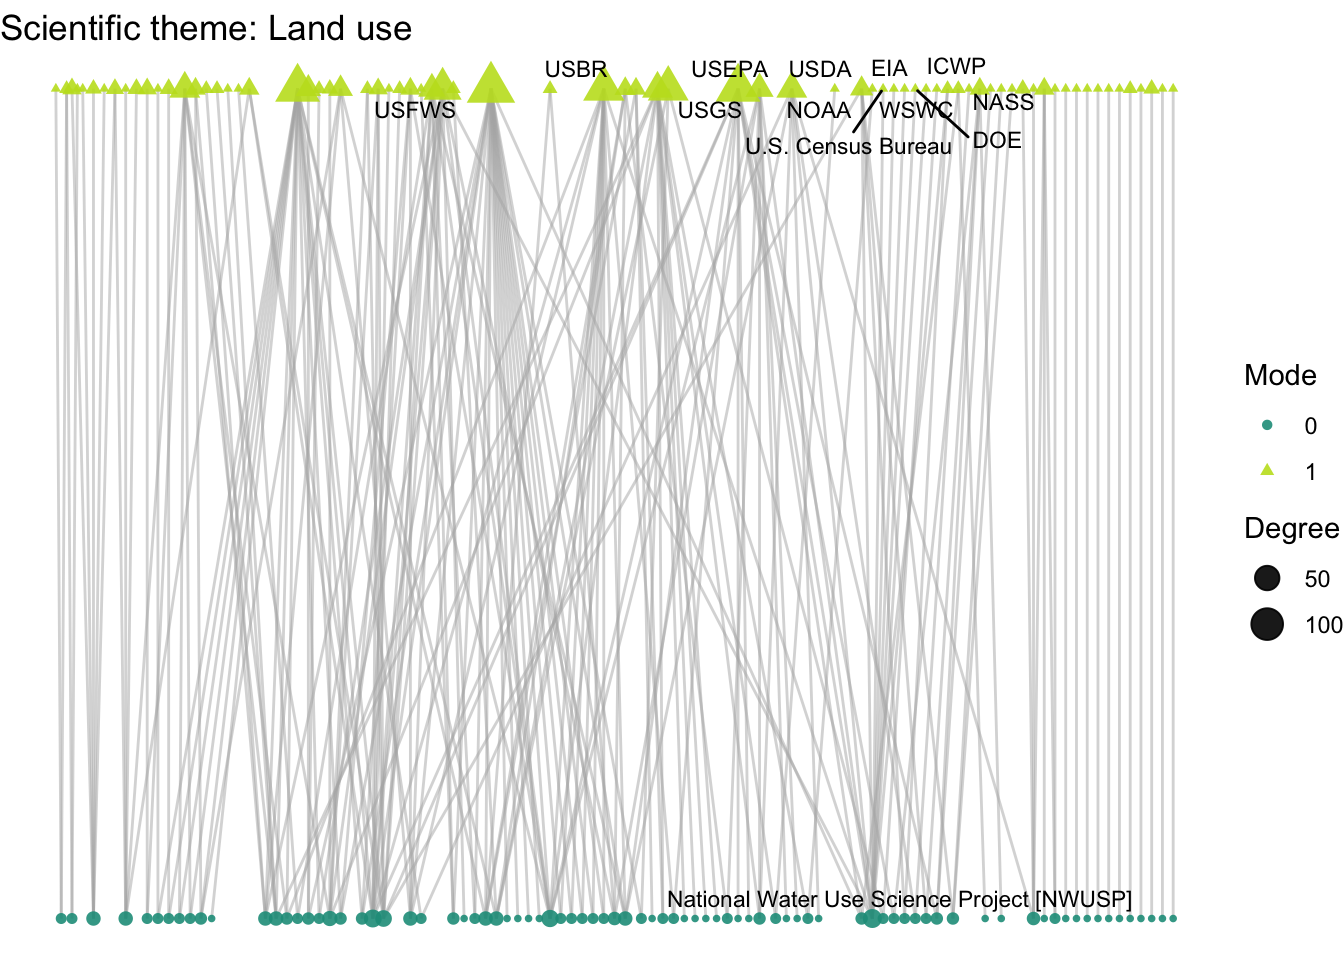 Scientific theme: Land use
USBR
USEPA
USDA
EIA
ICWP
USFWS
USGS
NOAA
WSWC
NASS
U.S. Census Bureau
DOE
Mode
0
1
Degree
50
100
National Water Use Science Project [NWUSP]